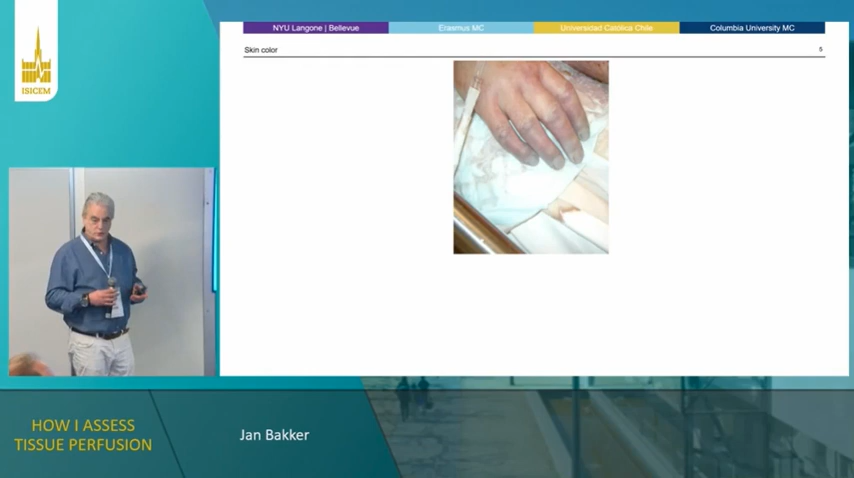 ISICEM
NYU Langone | Bellevue
Erasmus MC
Universidad Catolica Chile
Columbia University MC
Skin color
5
HOW I ASSESS
TISSUE PERFUSION
Jan Bakker